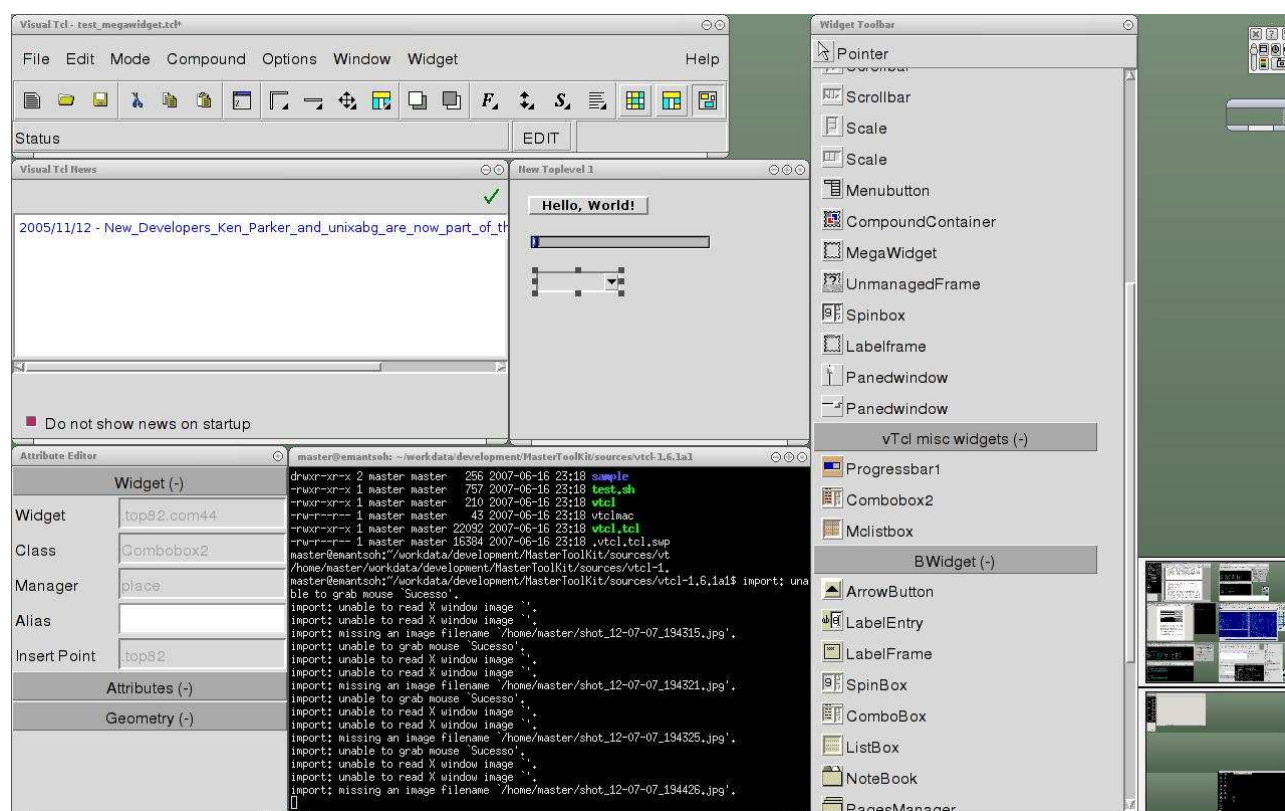 Visual Tcl - test_megawidget.tcl*
File Edit Mode Compound Options Window Widget Help
Status EDIT
Visual Tcl News
2005/11/12 - New_Developers_Ken_Parker_and_unixabg_are_now_part_of_th
Do not show news on startup
New Toplevel 1
Hello, World!
Attribute Editor
Widget (-)
Widget .top82.com44
Class Combobox2
Manager place
Alias
Insert Point .top82
Attributes (-)
Geometry (-)
master@emantsoh: ~/workdata/development/MasterToolKit/sources/vtcl-1.6.1a1
drwxr-xr-x 2 master master 256 2007-06-16 23:18 sample
-rwxr-xr-x 1 master master 757 2007-06-16 23:18 test.sh
-rwxr-xr-x 1 master master 210 2007-06-16 23:18 vtcl
-rw-r--r-- 1 master master 43 2007-06-16 23:18 vtclmac
-rwxr-xr-x 1 master master 22092 2007-06-16 23:18 vtcl.tcl
-rw-r--r-- 1 master master 16384 2007-06-16 23:18 .vtcl.tcl.swp
master@emantsoh:~/workdata/development/MasterToolKit/sources/vt
/home/master/workdata/development/MasterToolKit/sources/vtcl-1.
master@emantsoh:~/workdata/development/MasterToolKit/sources/vtcl-1.6.1a1$ import: una
ble to grab mouse `Sucesso'.
import: unable to read X window image `'.
import: unable to read X window image `'.
import: missing an image filename `/home/master/shot_12-07-07_194315.jpg'.
import: unable to grab mouse `Sucesso'.
import: unable to read X window image `'.
import: unable to read X window image `'.
import: missing an image filename `/home/master/shot_12-07-07_194321.jpg'.
import: unable to grab mouse `Sucesso'.
import: unable to read X window image `'.
import: unable to read X window image `'.
import: missing an image filename `/home/master/shot_12-07-07_194325.jpg'.
import: unable to grab mouse `Sucesso'.
import: unable to read X window image `'.
import: unable to read X window image `'.
import: missing an image filename `/home/master/shot_12-07-07_194426.jpg'.
Widget Toolbar
Pointer
Scrollbar
Scrollbar
Scale
Scale
Menubutton
CompoundContainer
MegaWidget
UnmanagedFrame
Spinbox
Labelframe
Panedwindow
Panedwindow
vTcl misc widgets (-)
Progressbar1
Combobox2
Mclistbox
BWidget (-)
ArrowButton
LabelEntry
LabelFrame
SpinBox
ComboBox
ListBox
NoteBook
PagesManager